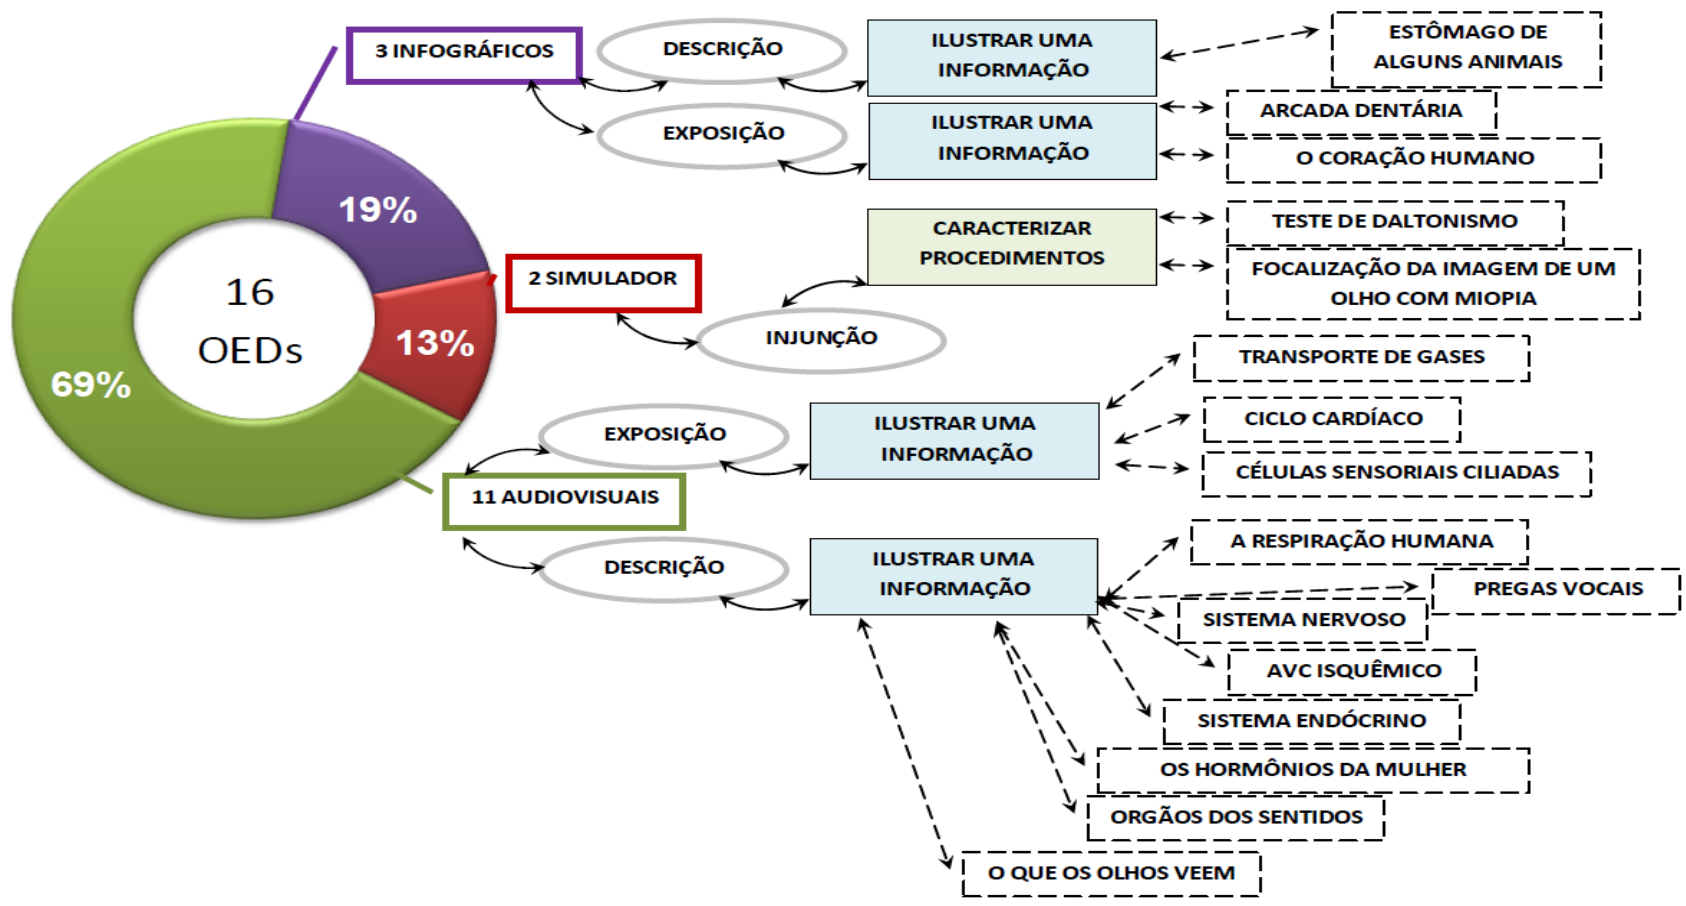 3 INFOGRÁFICOS
DESCRIÇÃO
ILUSTRAR UMA
INFORMAÇÃO
ESTÔMAGO DE
ALGUNS ANIMAIS
EXPOSIÇÃO
ILUSTRAR UMA
INFORMAÇÃO
ARCADA DENTÁRIA
O CORAÇÃO HUMANO
19%
13%
69%
16
OEDs
2 SIMULADOR
INJUNÇÃO
CARACTERIZAR
PROCEDIMENTOS
TESTE DE DALTONISMO
FOCALIZAÇÃO DA IMAGEM DE UM
OLHO COM MIOPIA
11 AUDIOVISUAIS
EXPOSIÇÃO
ILUSTRAR UMA
INFORMAÇÃO
TRANSPORTE DE GASES
CICLO CARDÍACO
CÉLULAS SENSORIAIS CILIADAS
DESCRIÇÃO
ILUSTRAR UMA
INFORMAÇÃO
A RESPIRAÇÃO HUMANA
PREGAS VOCAIS
SISTEMA NERVOSO
AVC ISQUÊMICO
SISTEMA ENDÓCRINO
OS HORMÔNIOS DA MULHER
ORGÃOS DOS SENTIDOS
O QUE OS OLHOS VEEM